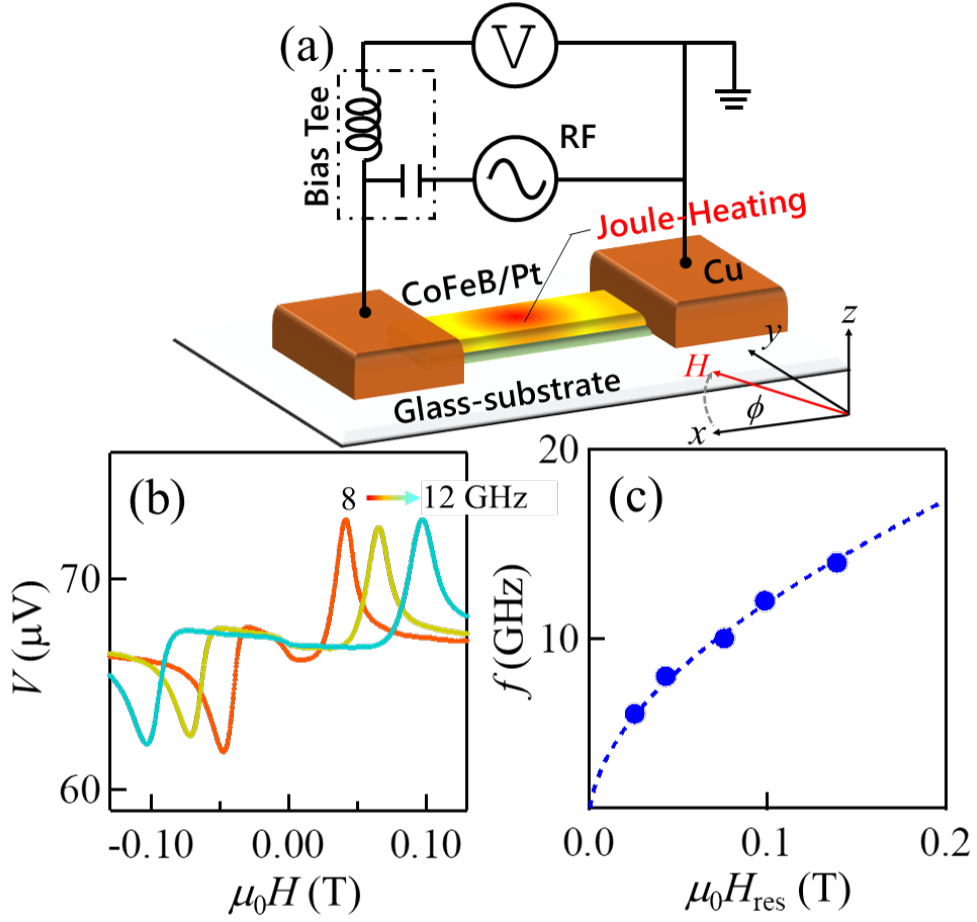 (a)
V
Bias Tee
RF
Joule-Heating
CoFeB/Pt
Cu
Glass-substrate
z
y
H
ϕ
x
(b)
8 12 GHz
70
60
V (μV)
-0.10 0.00 0.10
μ0H (T)
(c)
20
10
f (GHz)
0.0 0.1 0.2
μ0Hres (T)